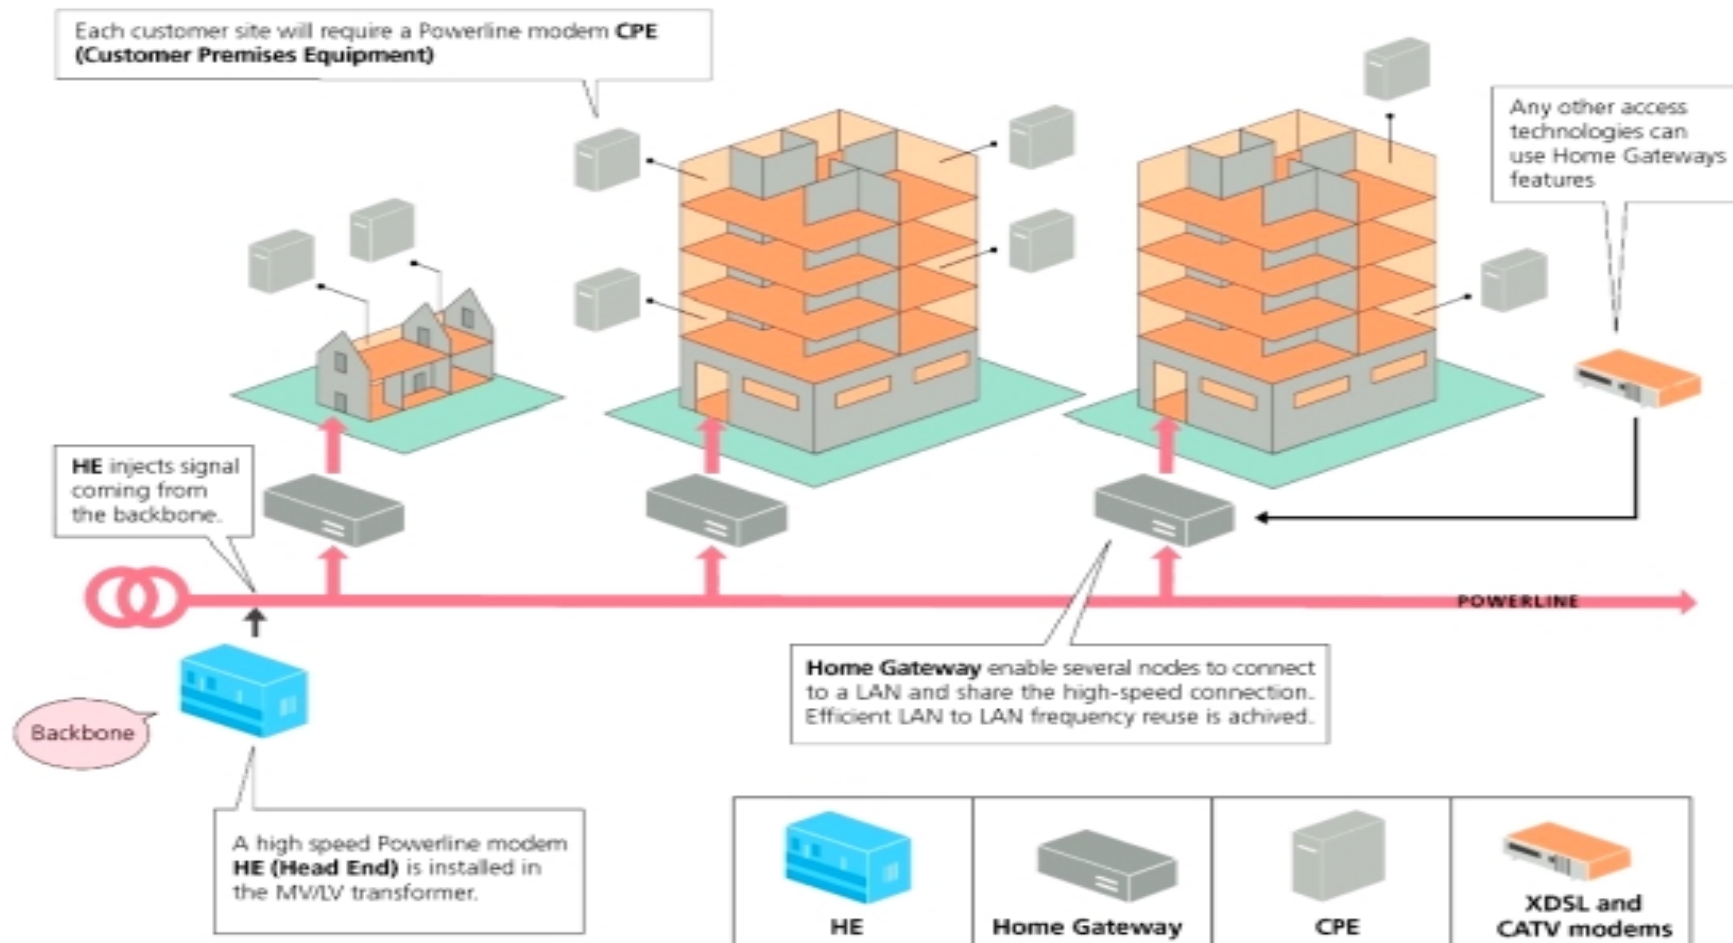 Each customer site will require a Powerline modem CPE
(Customer Premises Equipment)
Any other access
technologies can
use Home Gateways
features
HE injects signal
coming from
the backbone.
POWERLINE
Home Gateway enable several nodes to connect
to a LAN and share the high-speed connection.
Efficient LAN to LAN frequency reuse is achived.
Backbone
A high speed Powerline modem
HE (Head End) is installed in
the MV/LV transformer.
HE
Home Gateway
CPE
XDSL and
CATV modems